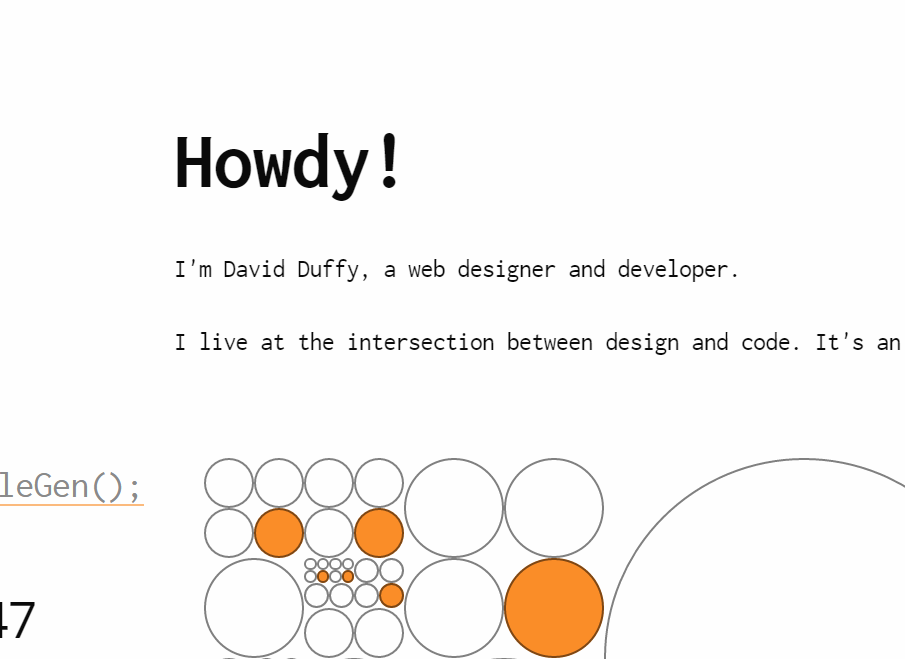 Howdy!
I'm David Duffy, a web designer and developer.
I live at the intersection between design and code. It's an
leGen();
47